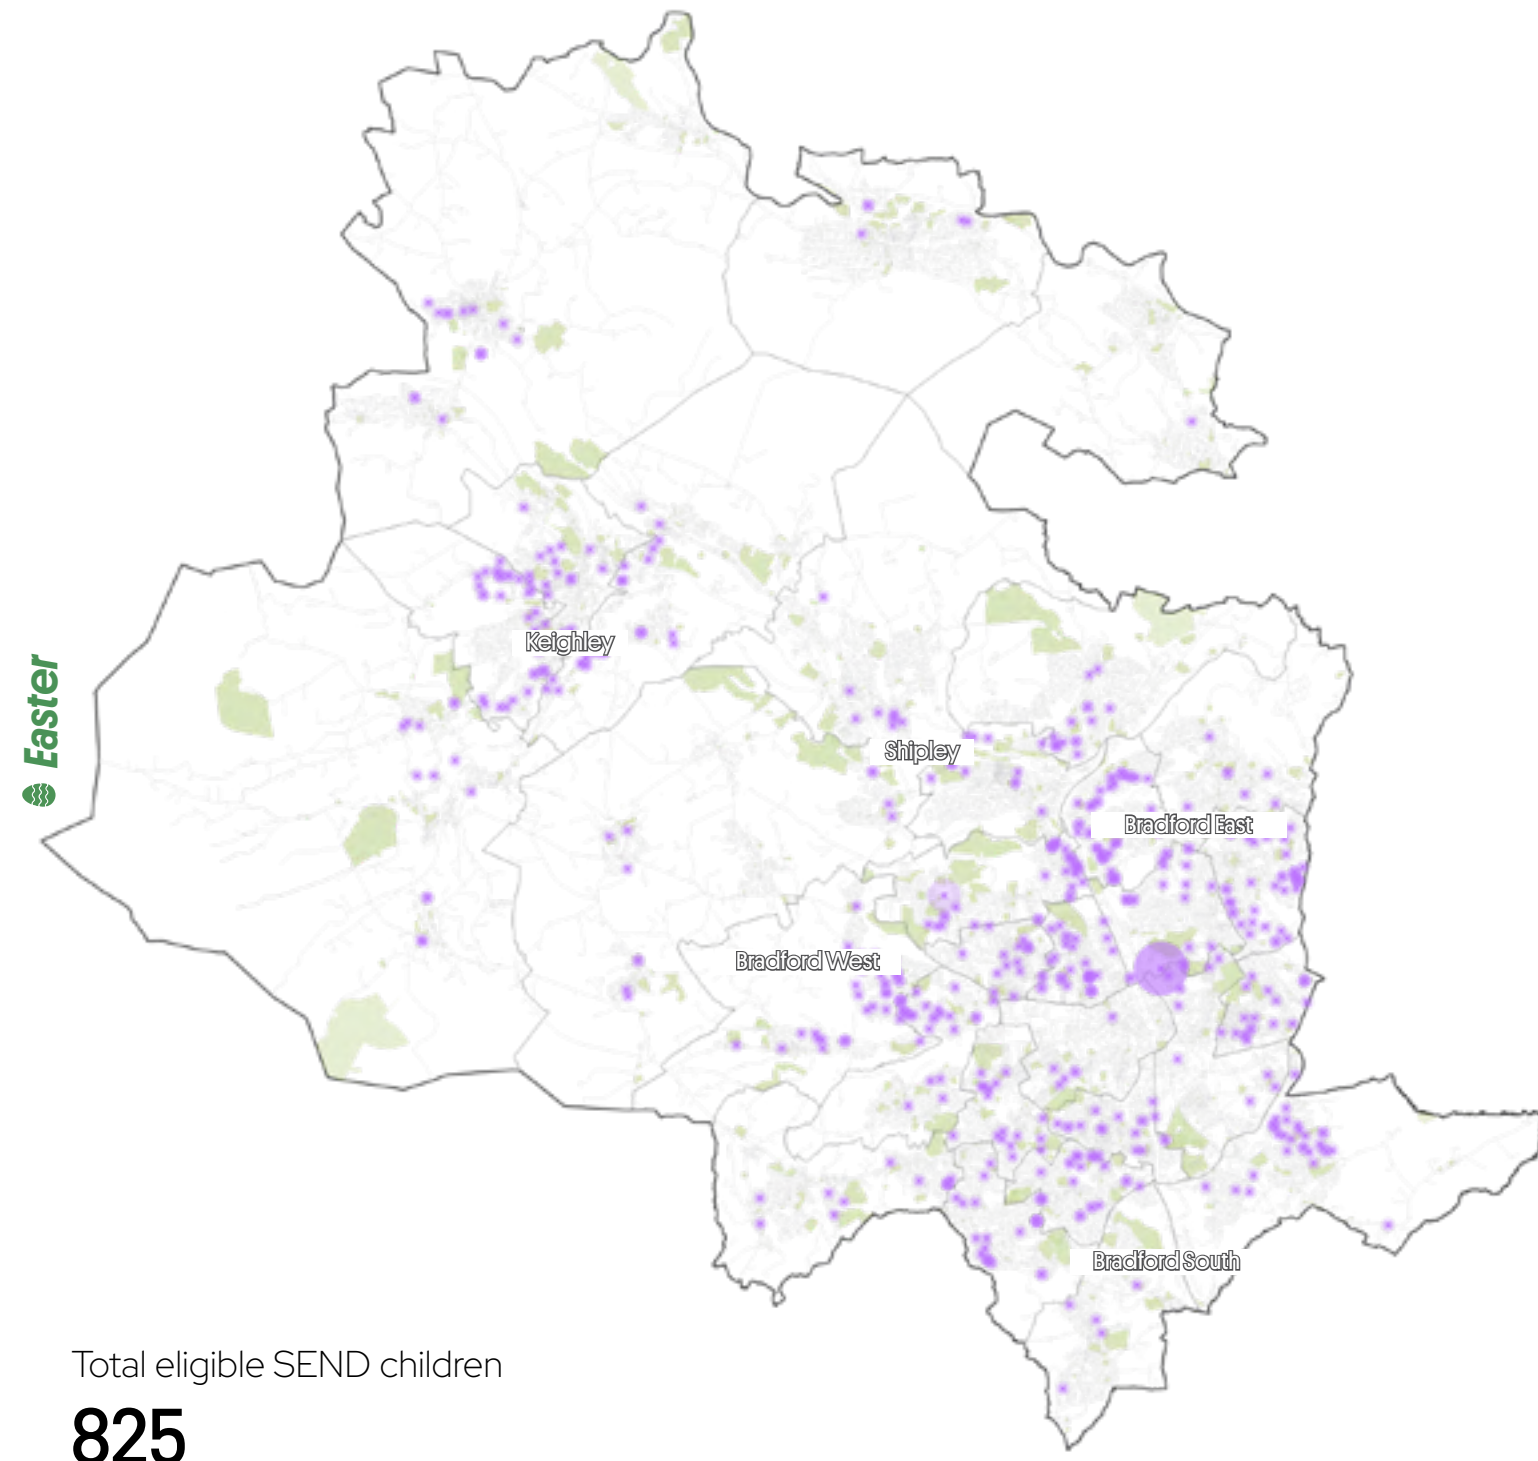 Easter
Keighley
Shipley
Bradford East
Bradford West
Bradford South
Total eligible SEND children
825